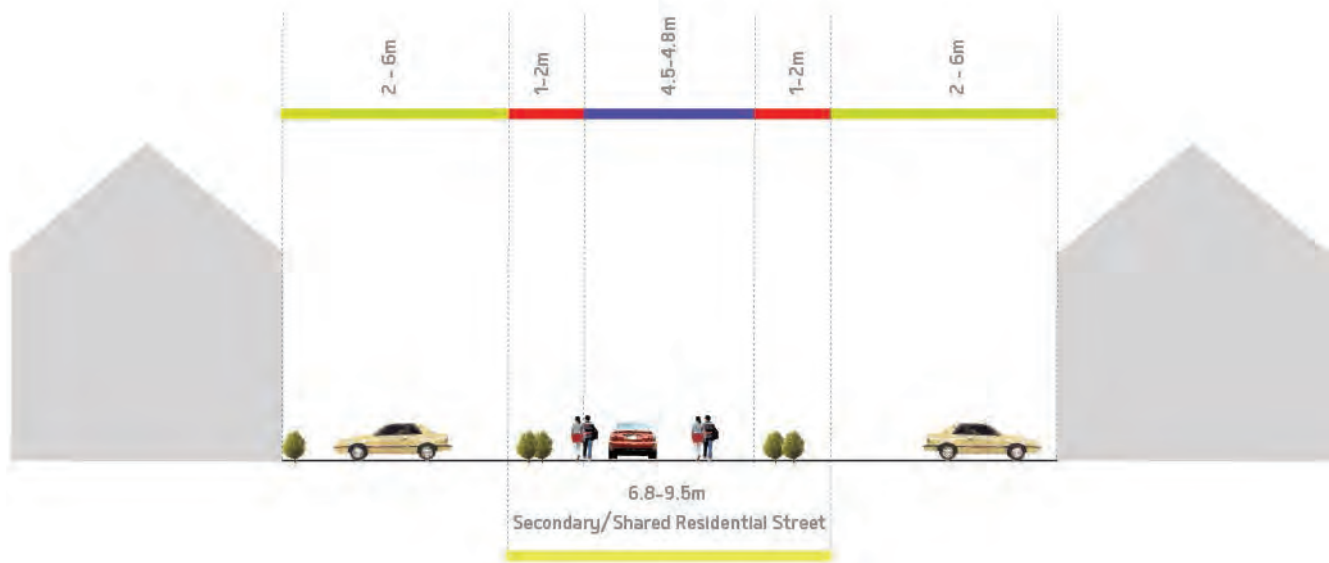 2 - 6m
1-2m
4.5-4.8m
1-2m
2 - 6m
6.8-9.5m
Secondary/Shared Residential Street